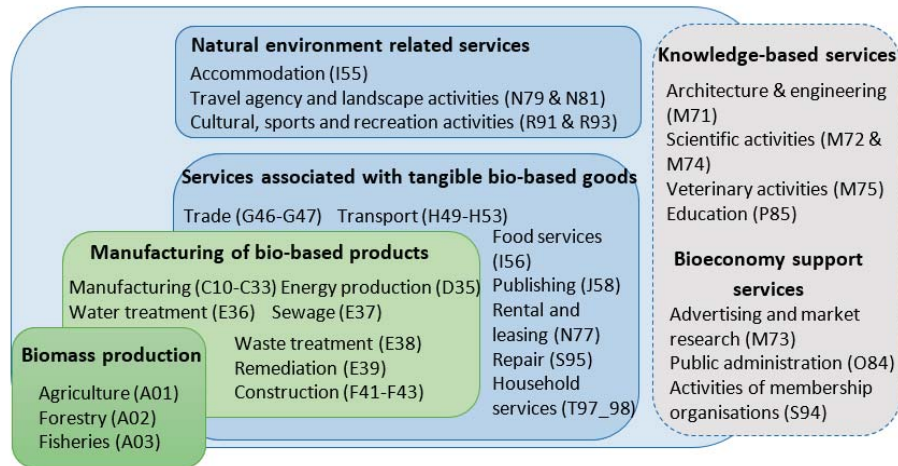 Natural environment related services
Accommodation (I55)
Travel agency and landscape activities (N79 & N81)
Cultural, sports and recreation activities (R91 & R93)
Services associated with tangible bio-based goods
Trade (G46-G47) Transport (H49-H53)
Food services
(I56)
Publishing (J58)
Rental and
leasing (N77)
Repair (S95)
Household
services (T97_98)
Manufacturing of bio-based products
Manufacturing (C10-C33) Energy production (D35)
Water treatment (E36) Sewage (E37)
Waste treatment (E38)
Remediation (E39)
Construction (F41-F43)
Biomass production
Agriculture (A01)
Forestry (A02)
Fisheries (A03)
Knowledge-based services
Architecture & engineering
(M71)
Scientific activities (M72 &
M74)
Veterinary activities (M75)
Education (P85)
Bioeconomy support
services
Advertising and market
research (M73)
Public administration (O84)
Activities of membership
organisations (S94)